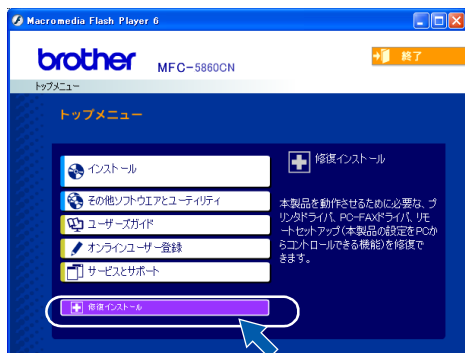 Macromedia Flash Player 6
brother MFC-5860CN
終了
トップメニュー
トップメニュー
インストール
その他ソフトウエアとユーティリティ
ユーザーズガイド
オンラインユーザー登録
サービスとサポート
修復インストール
修復インストール
本製品を動作させるために必要な、プ
リンタドライバ、PC-FAXドライバ、リモ
ートセットアップ(本製品の設定をPCか
らコントロールできる機能)を修復で
きます。